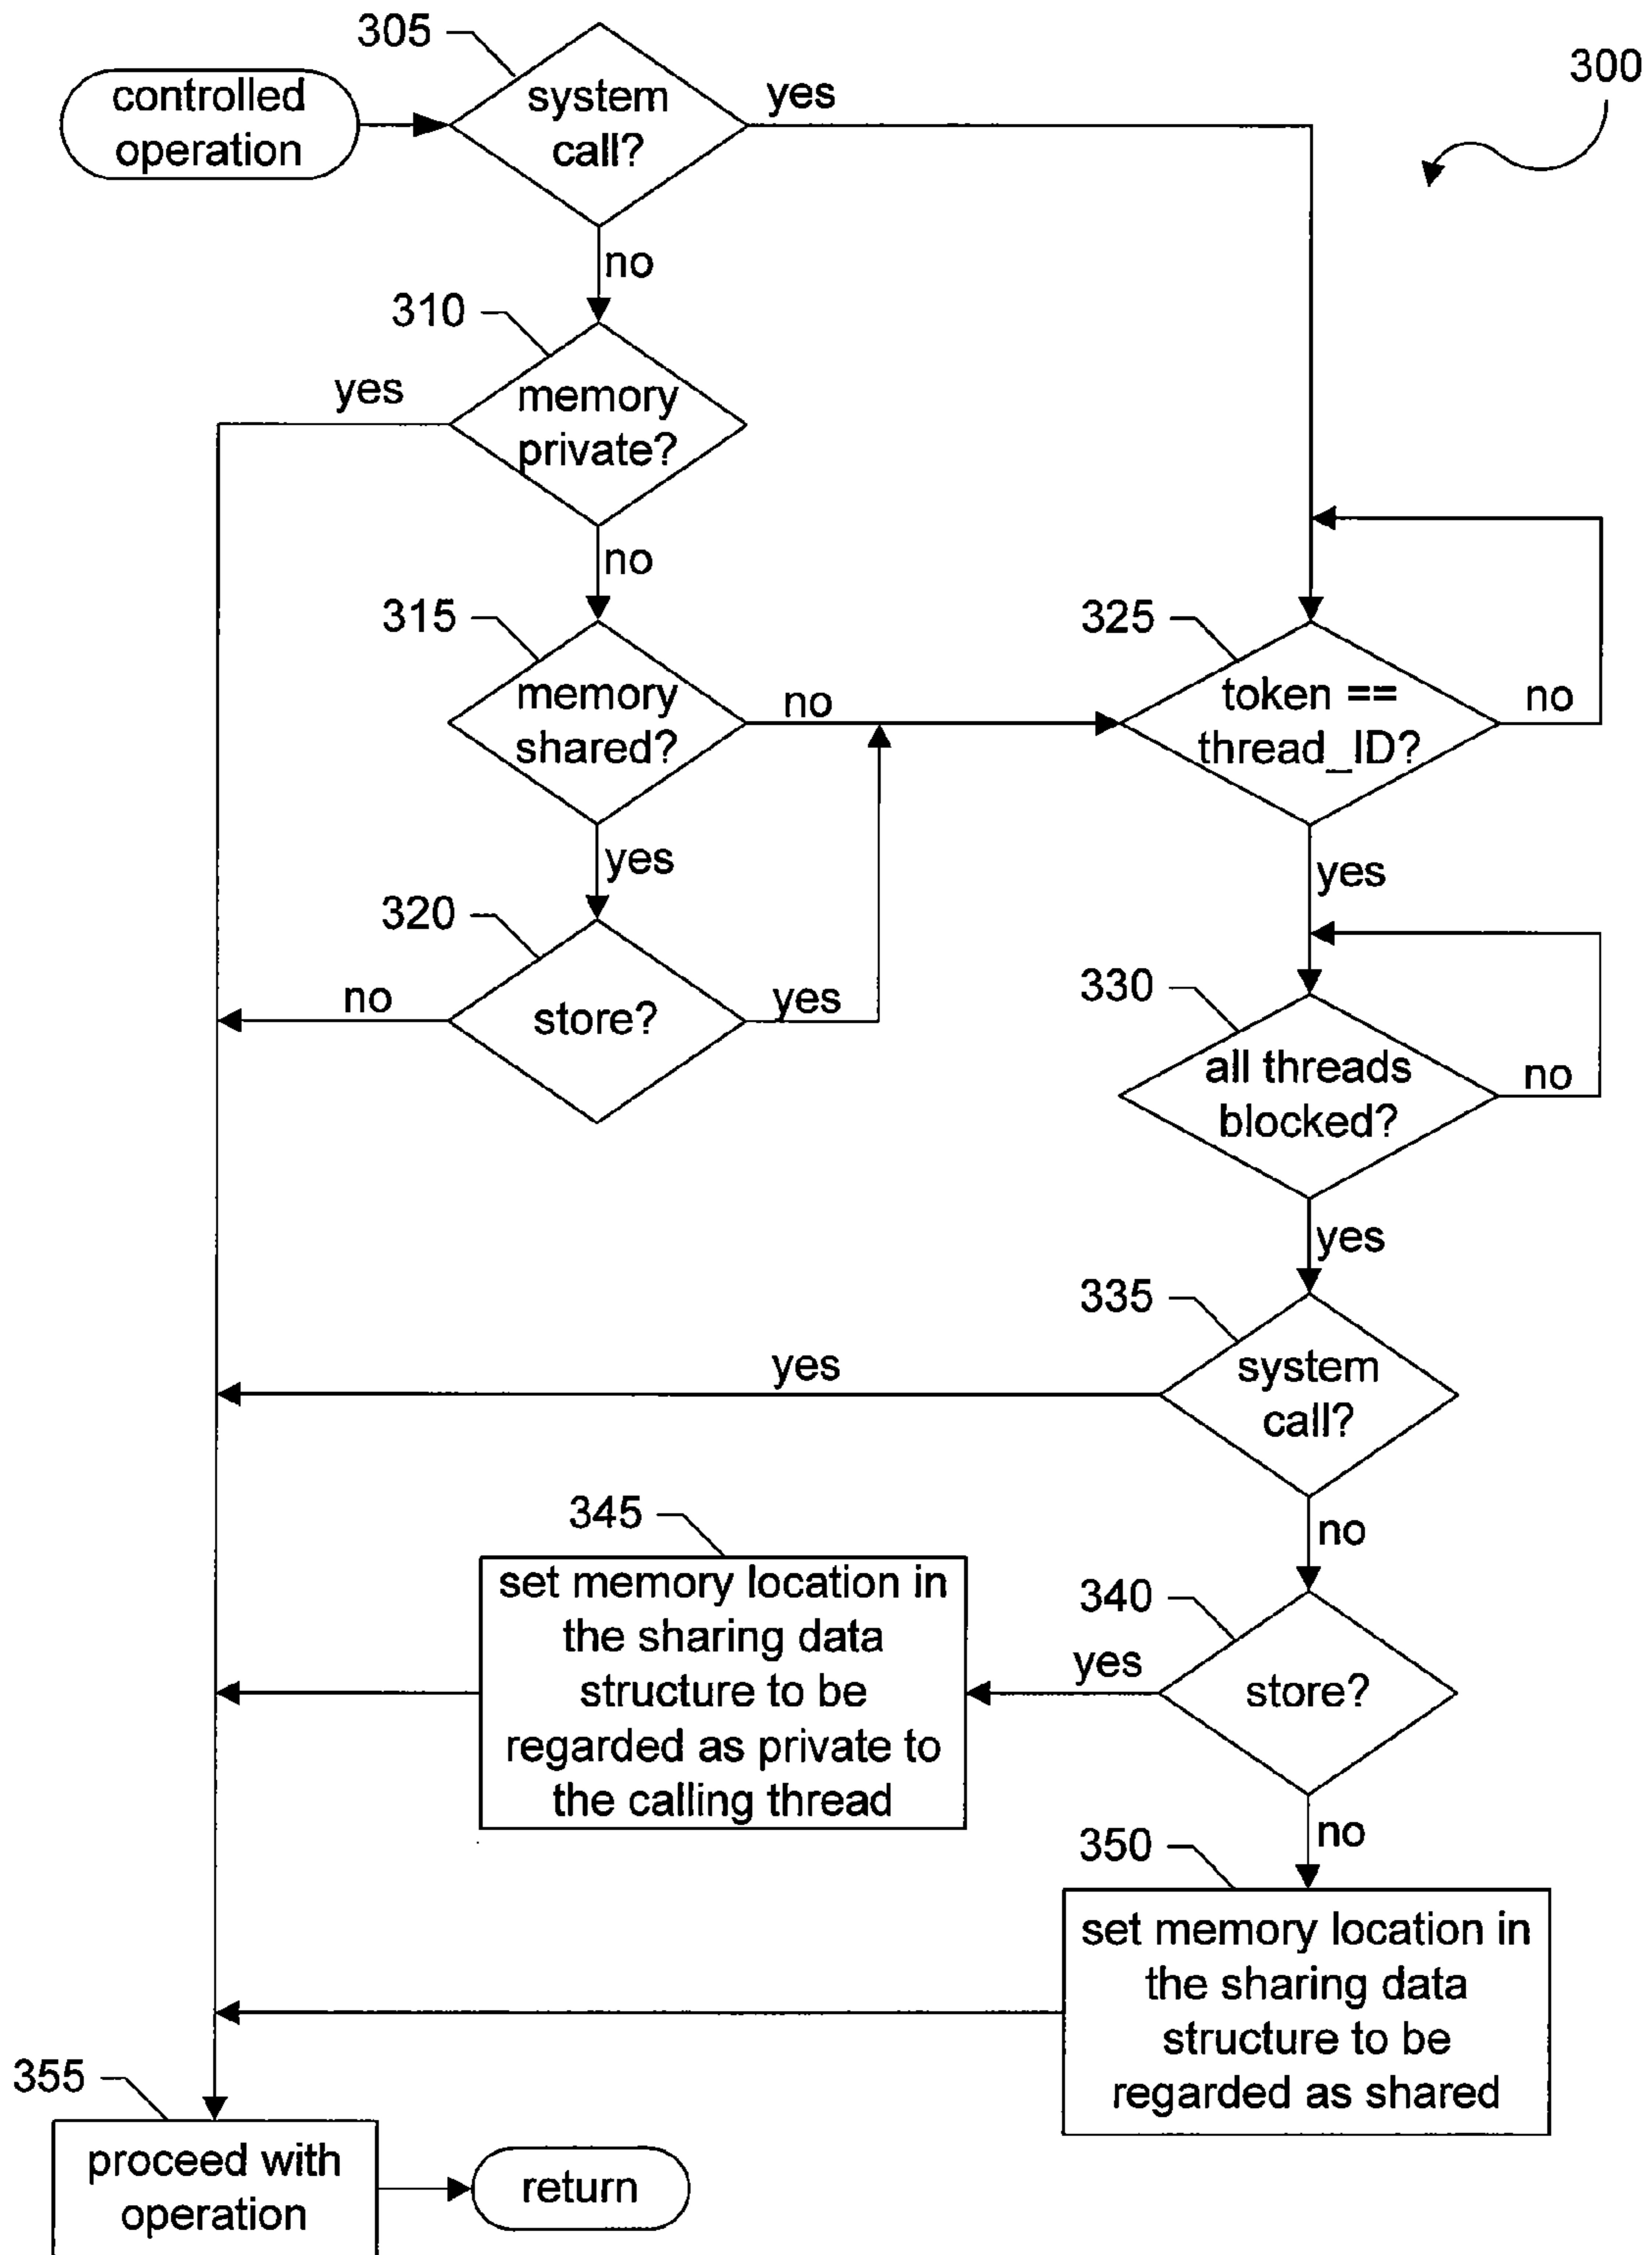 305
300
controlled
operation
system
call?
yes
no
310
yes
memory
private?
no
315
325
memory
shared?
no
token ==
thread_ID?
no
yes
yes
320
330
no
store?
yes
all threads
blocked?
no
yes
335
yes
system
call?
345
no
set memory location in
the sharing data
structure to be
regarded as private to
the calling thread
340
yes
store?
no
350
set memory location in
the sharing data
structure to be
regarded as shared
355
proceed with
operation
return